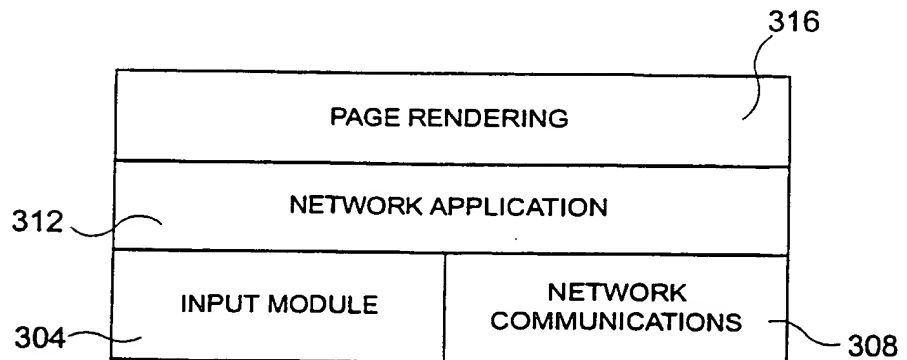 316
PAGE RENDERING
NETWORK APPLICATION
312
INPUT MODULE
NETWORK
COMMUNICATIONS
304
308